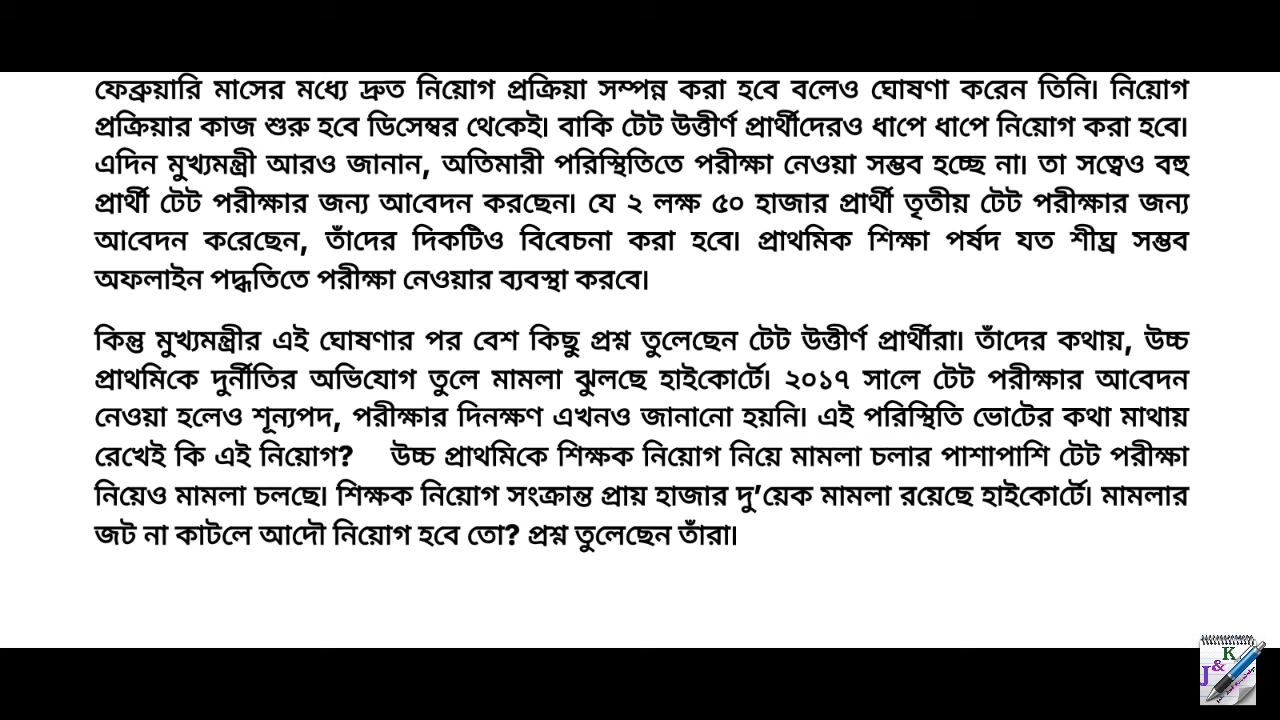 ফেব্রুয়ারি মাসের মধ্যে দ্রুত নিয়োগ প্রক্রিয়া সম্পন্ন করা হবে বলেও ঘোষণা করেন তিনি। নিয়োগ
প্রক্রিয়ার কাজ শুরু হবে ডিসেম্বর থেকেই। বাকি টেট উত্তীর্ণ প্রার্থীদেরও ধাপে ধাপে নিয়োগ করা হবে।
এদিন মুখ্যমন্ত্রী আরও জানান, অতিমারী পরিস্থিতিতে পরীক্ষা নেওয়া সম্ভব হচ্ছে না। তা সত্বেও বহু
প্রার্থী টেট পরীক্ষার জন্য আবেদন করছেন। যে ২ লক্ষ ৫০ হাজার প্রার্থী তৃতীয় টেট পরীক্ষার জন্য
আবেদন করেছেন, তাঁদের দিকটিও বিবেচনা করা হবে। প্রাথমিক শিক্ষা পর্ষদ যত শীঘ্র সম্ভব
অফলাইন পদ্ধতিতে পরীক্ষা নেওয়ার ব্যবস্থা করবে।
কিন্তু মুখ্যমন্ত্রীর এই ঘোষণার পর বেশ কিছু প্রশ্ন তুলেছেন টেট উত্তীর্ণ প্রার্থীরা। তাঁদের কথায়, উচ্চ
প্রাথমিকে দুর্নীতির অভিযোগ তুলে মামলা ঝুলছে হাইকোর্টে। ২০১৭ সালে টেট পরীক্ষার আবেদন
নেওয়া হলেও শূন্যপদ, পরীক্ষার দিনক্ষণ এখনও জানানো হয়নি। এই পরিস্থিতি ভোটের কথা মাথায়
রেখেই কি এই নিয়োগ? উচ্চ প্রাথমিকে শিক্ষক নিয়োগ নিয়ে মামলা চলার পাশাপাশি টেট পরীক্ষা
নিয়েও মামলা চলছে। শিক্ষক নিয়োগ সংক্রান্ত প্রায় হাজার দু’য়েক মামলা রয়েছে হাইকোর্টে। মামলার
জট না কাটলে আদৌ নিয়োগ হবে তো? প্রশ্ন তুলেছেন তাঁরা।
J&K